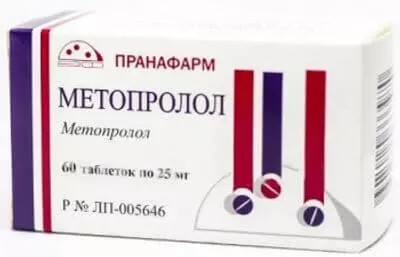 ПРАНАФАРМ
МЕТОПРОЛОЛ
Метопролол
60 таблеток по 25 мг
Р № ЛП-005646